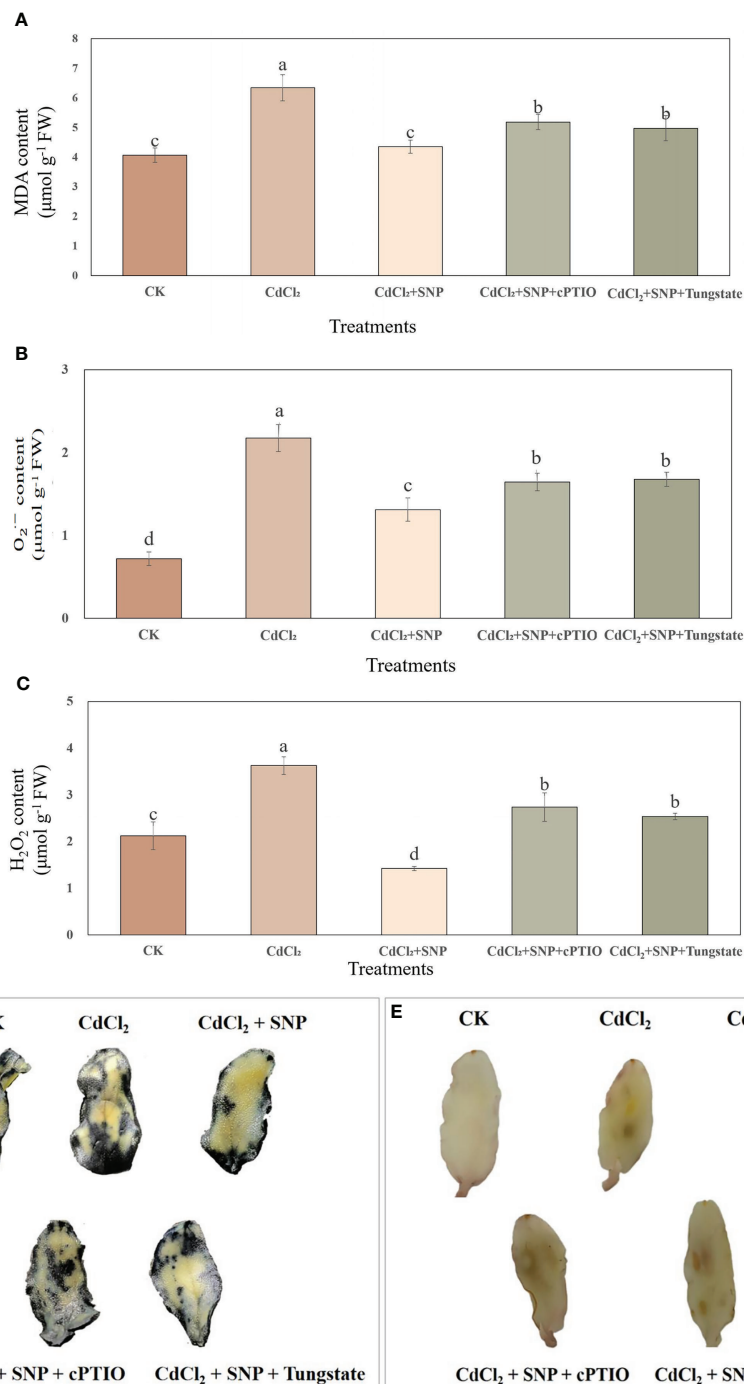 A
8
7
6
5
4
3
2
1
0
MDA content
(μmol g⁻¹ FW)
c
a
c
b
b
CK
CdCl₂
CdCl₂+SNP
CdCl₂+SNP+cPTIO
CdCl₂+SNP+Tungstate
Treatments
B
3
2
1
0
O₂·⁻ content
(μmol g⁻¹ FW)
d
a
c
b
b
CK
CdCl₂
CdCl₂+SNP
CdCl₂+SNP+cPTIO
CdCl₂+SNP+Tungstate
Treatments
C
5
4
3
2
1
0
H₂O₂ content
(μmol g⁻¹ FW)
c
a
d
b
b
CK
CdCl₂
CdCl₂+SNP
CdCl₂+SNP+cPTIO
CdCl₂+SNP+Tungstate
Treatments
CdCl₂
CdCl₂ + SNP
+ SNP + cPTIO
CdCl₂ + SNP + Tungstate
E
CK
CdCl₂
Cd
CdCl₂ + SNP + cPTIO
CdCl₂ + SN